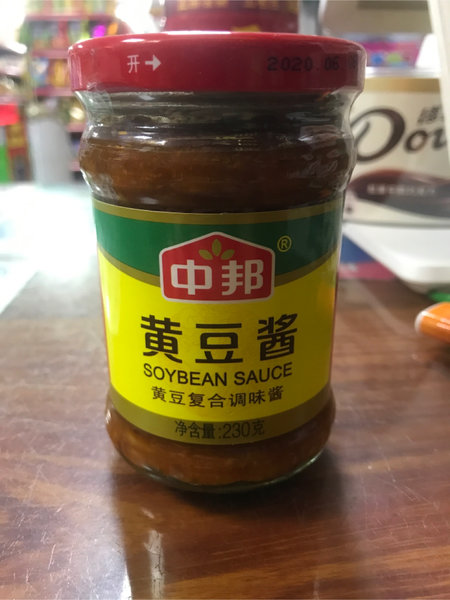 开→
2020.06
中邦
®
黄豆酱
SOYBEAN SAUCE
黄豆复合调味酱
净含量:230克
Dov